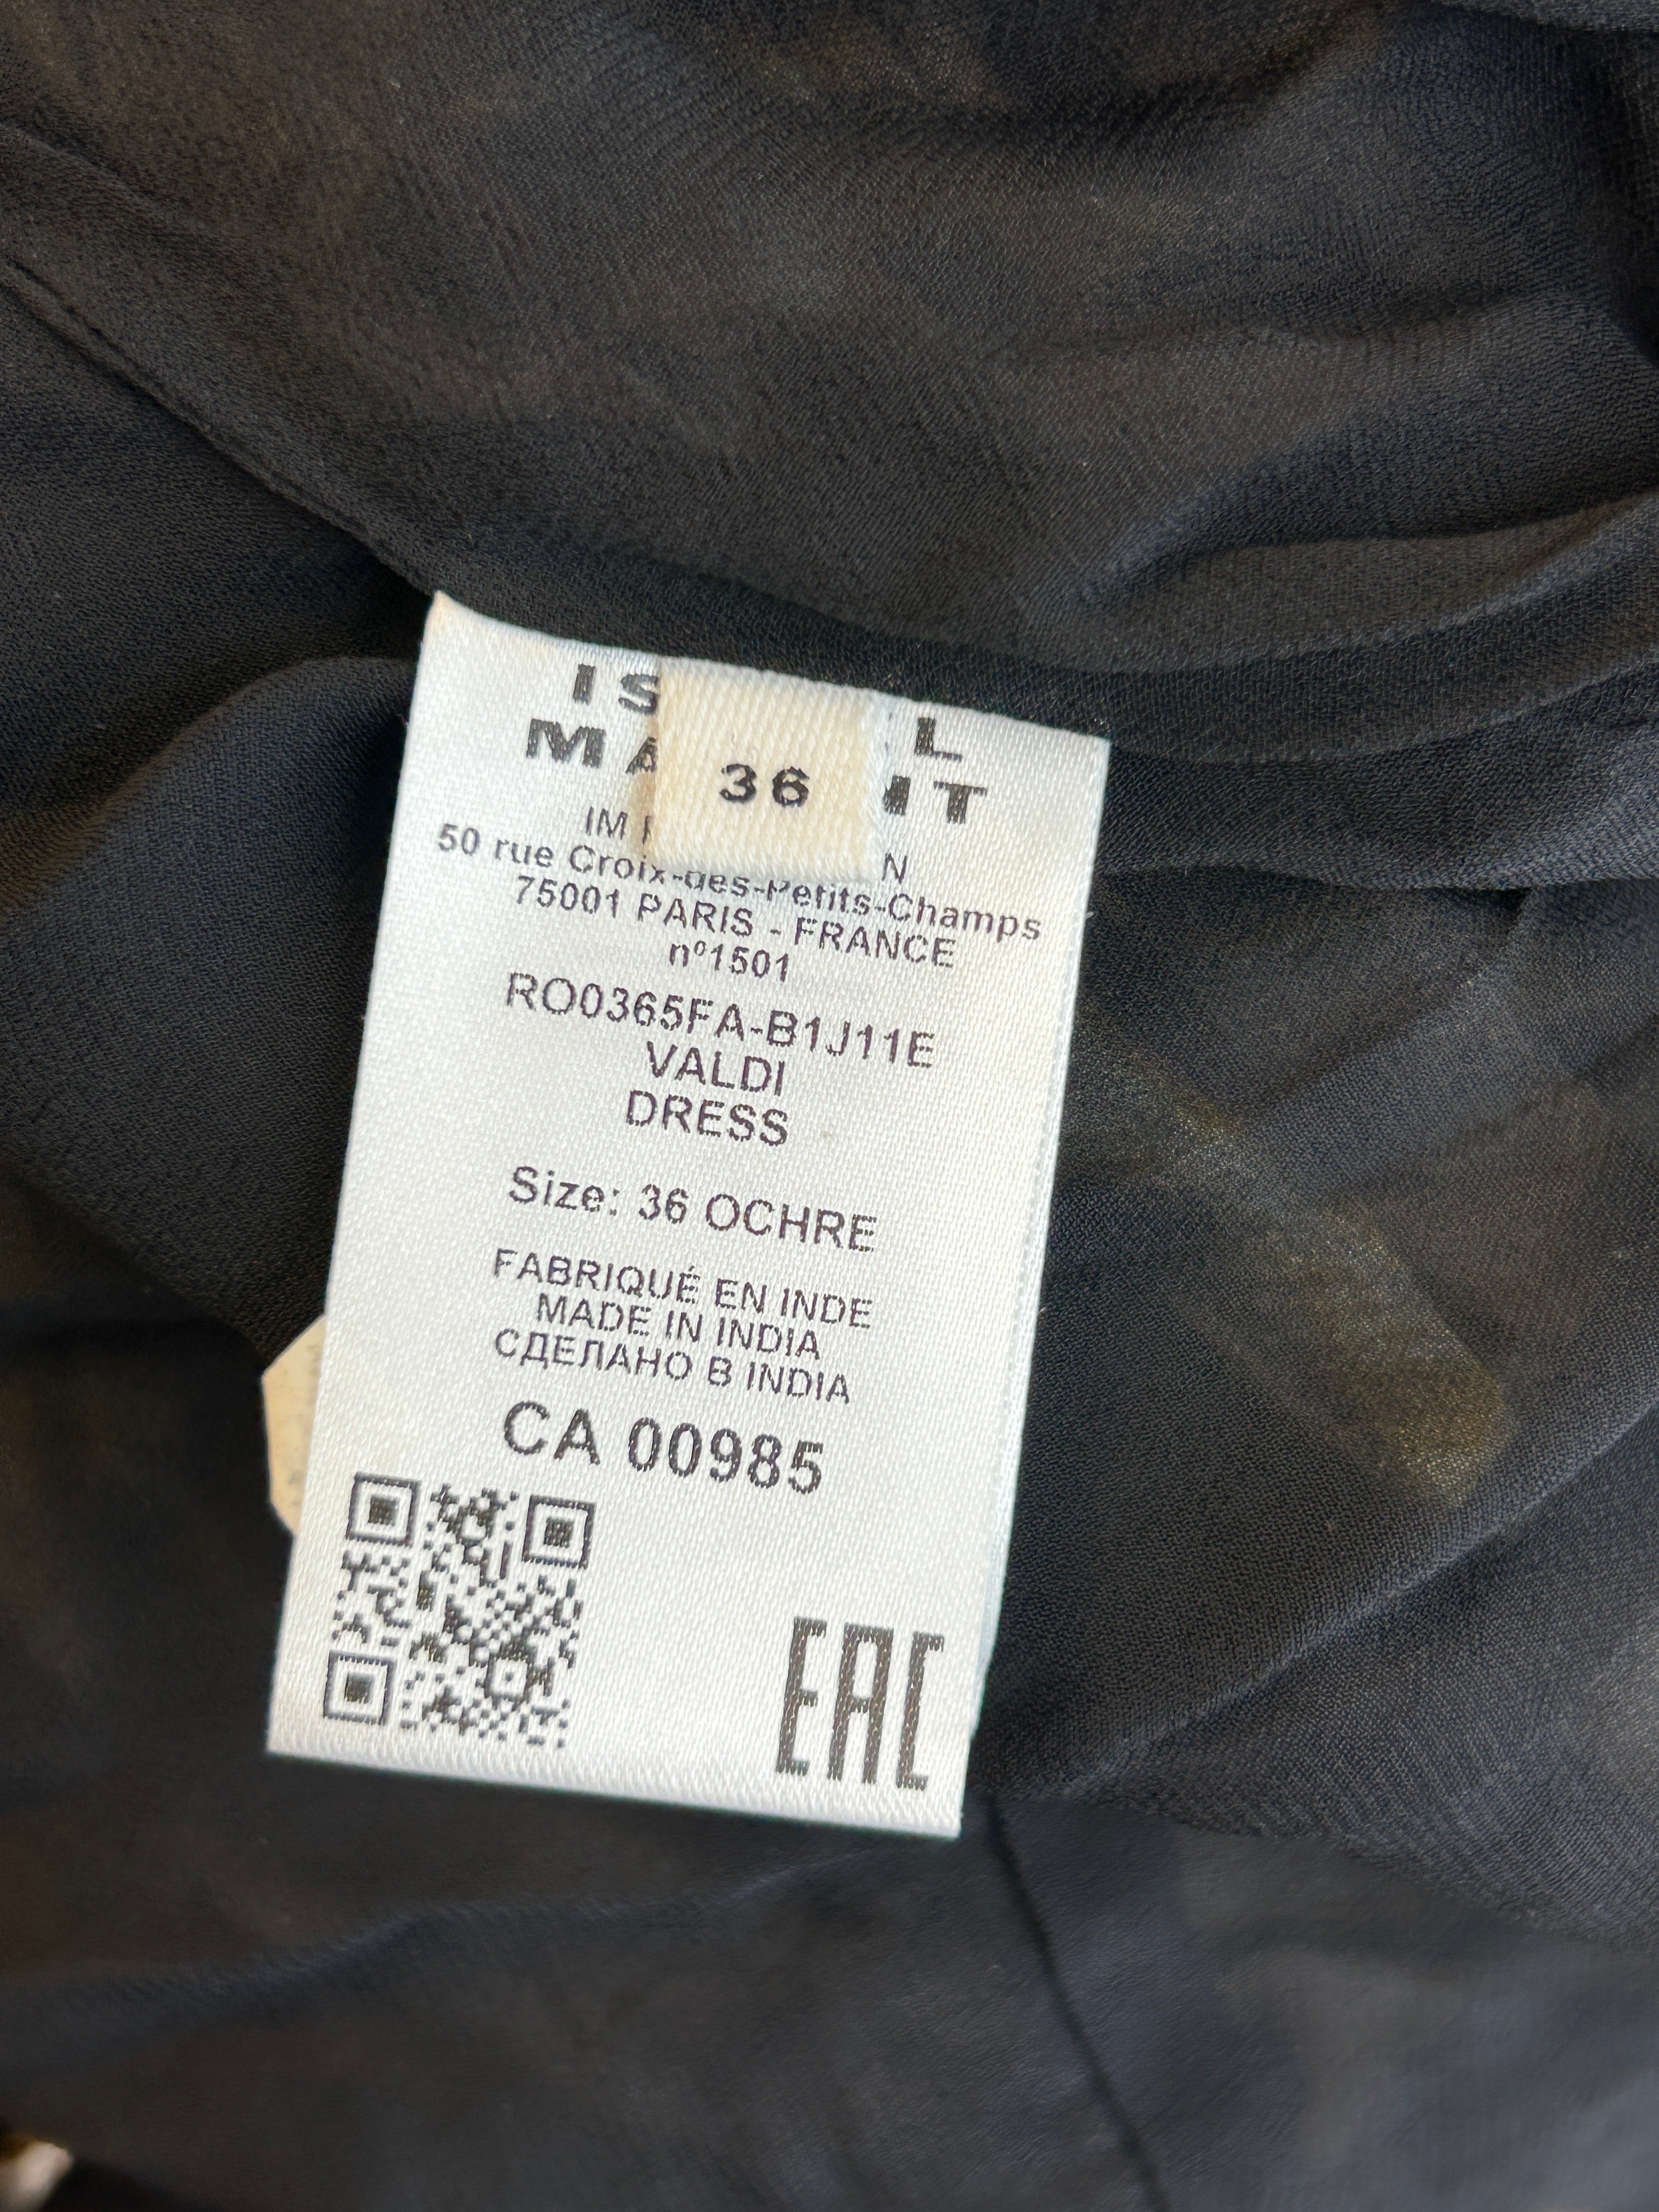 36
50 rue Croix-des-Petits-Champs
75001 PARIS - FRANCE
nº1501
RO0365FA-B1J11E
VALDI
DRESS
Size: 36 OCHRE
FABRIQUÉ EN INDE
MADE IN INDIA
СДЕЛАНО В INDIA
CA 00985
EAC